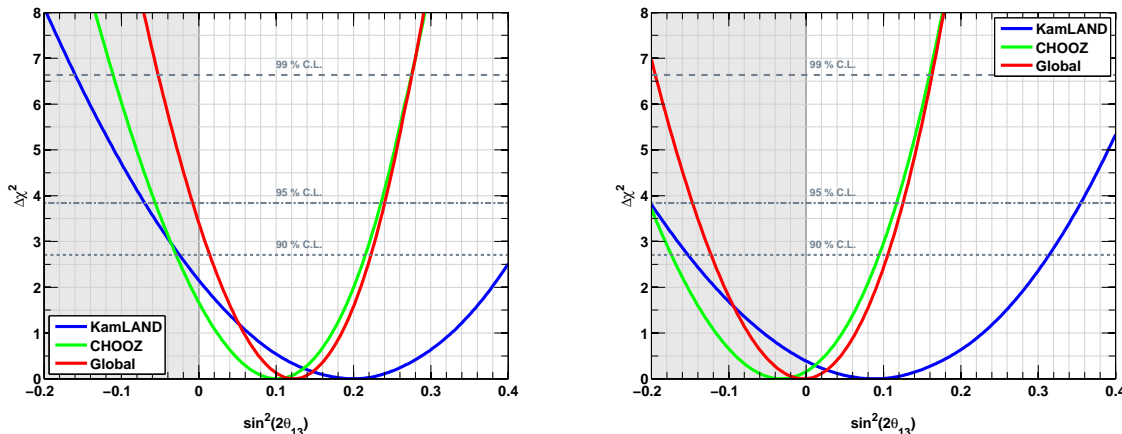 8
7
6
5
4
3
2
1
0
Δχ²
99 % C.L.
95 % C.L.
90 % C.L.
KamLAND
CHOOZ
Global
−0.2 −0.1 0 0.1 0.2 0.3 0.4
sin²(2θ₁₃)
8
7
6
5
4
3
2
1
0
Δχ²
KamLAND
CHOOZ
Global
99 % C.L.
95 % C.L.
90 % C.L.
−0.2 −0.1 0 0.1 0.2 0.3 0.4
sin²(2θ₁₃)